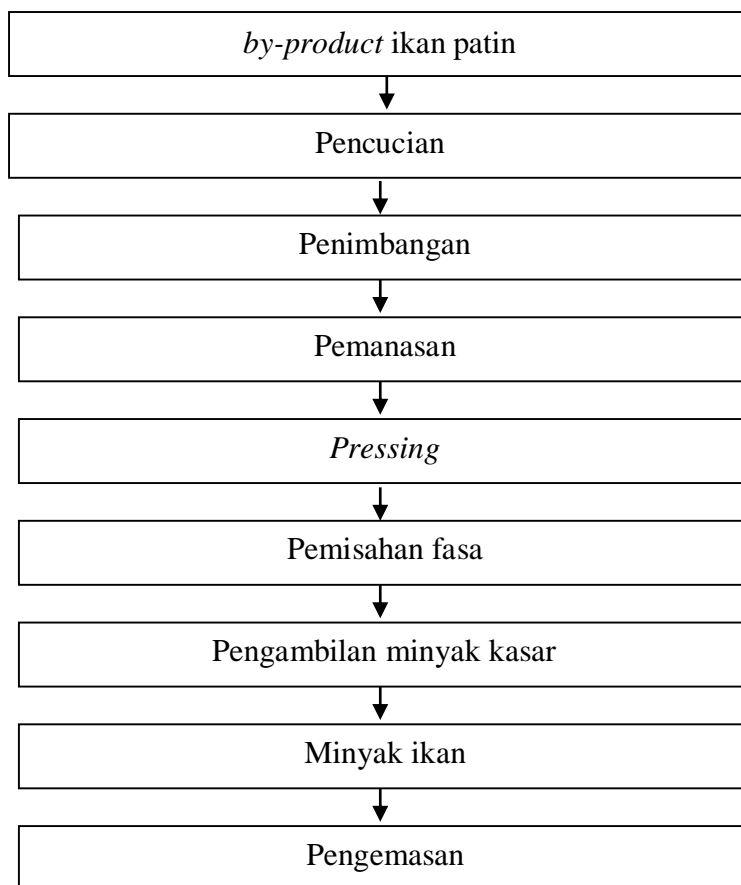 by-product ikan patin
Pencucian
Penimbangan
Pemanasan
Pressing
Pemisahan fasa
Pengambilan minyak kasar
Minyak ikan
Pengemasan